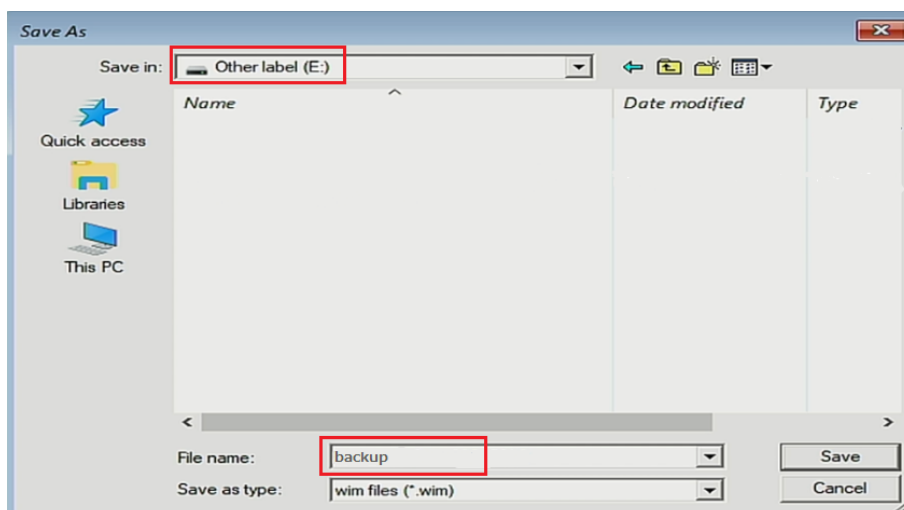 Save As
Save in: Other label (E:)
Name Date modified Type
Quick access
Libraries
This PC
File name: backup Save
Save as type: wim files (*.wim) Cancel